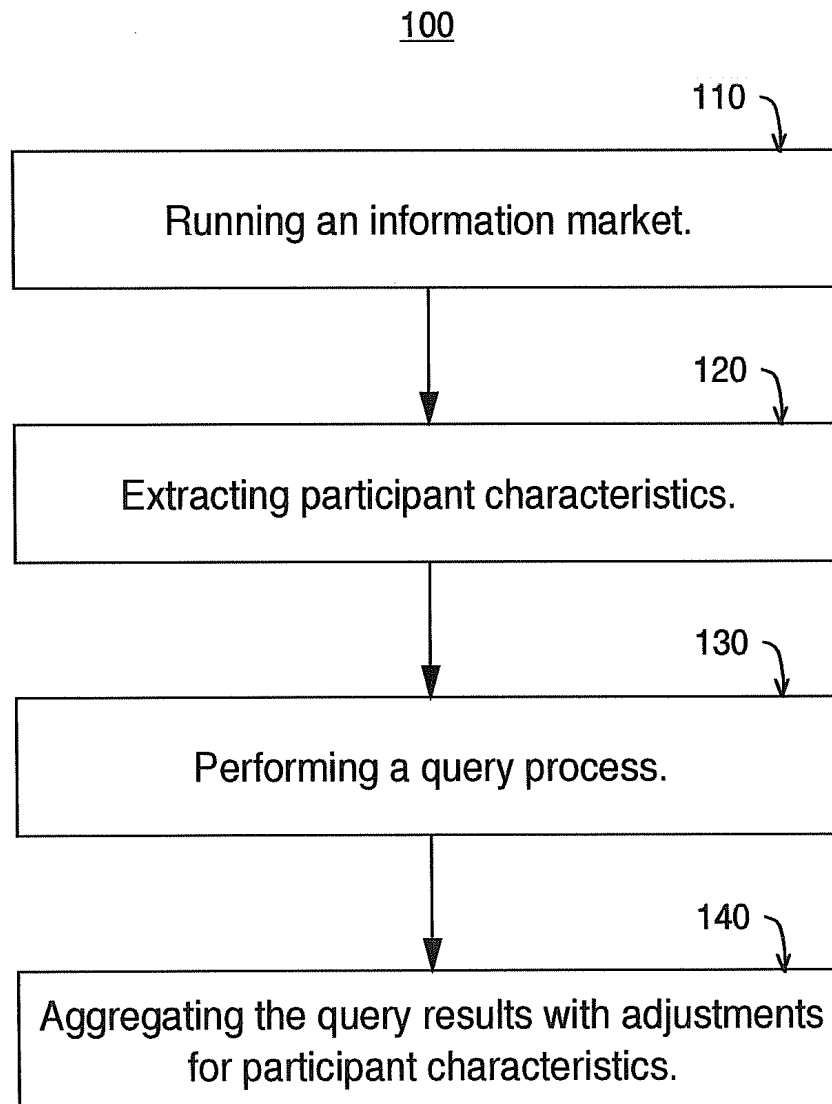 100
110
Running an information market.
120
Extracting participant characteristics.
130
Performing a query process.
140
Aggregating the query results with adjustments
for participant characteristics.